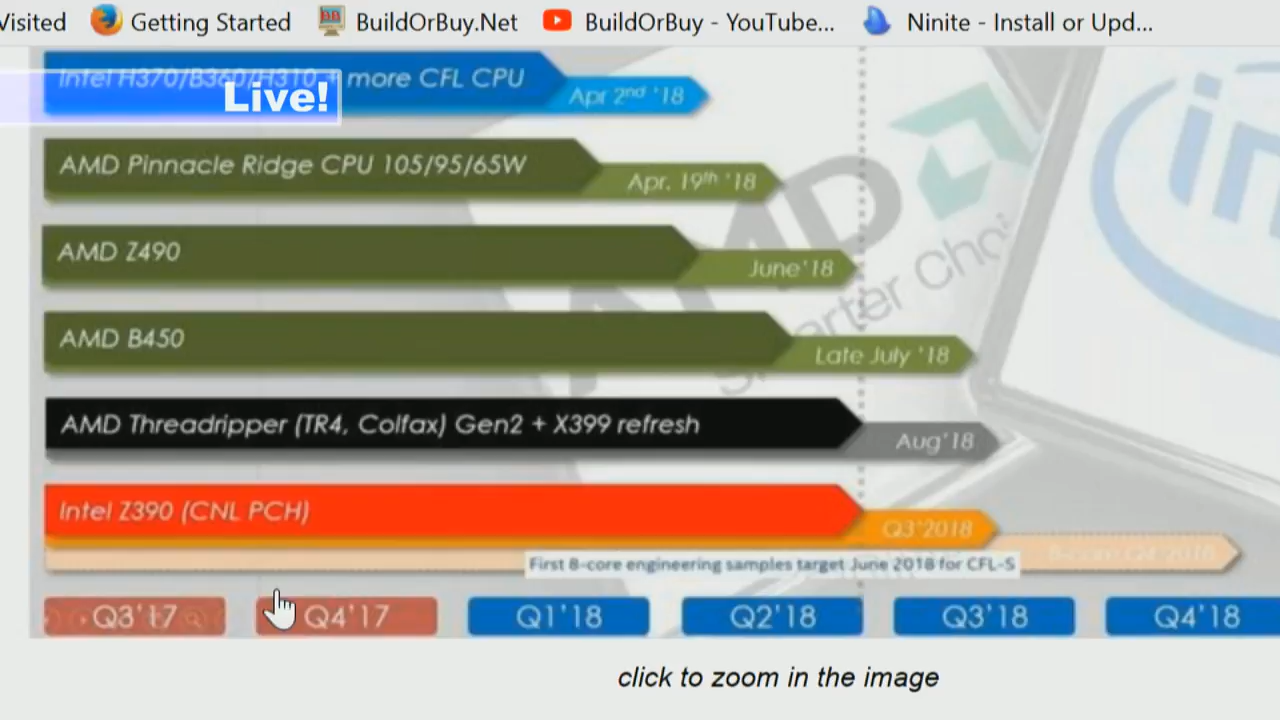 Visited Getting Started BuildOrBuy.Net BuildOrBuy - YouTube... Ninite - Install or Upd...
Intel H370/B360/H310 + more CFL CPU
Live!
Apr 2nd '18
AMD Pinnacle Ridge CPU 105/95/65W
Apr. 19th '18
AMD Z490
June'18
AMD B450
Late July '18
AMD Threadripper (TR4, Colfax) Gen2 + X399 refresh
Aug'18
Intel Z390 (CNL PCH)
Q3'2018
First 8-core engineering samples target June 2018 for CFL-S
Q3'17 Q4'17 Q1'18 Q2'18 Q3'18 Q4'18
click to zoom in the image